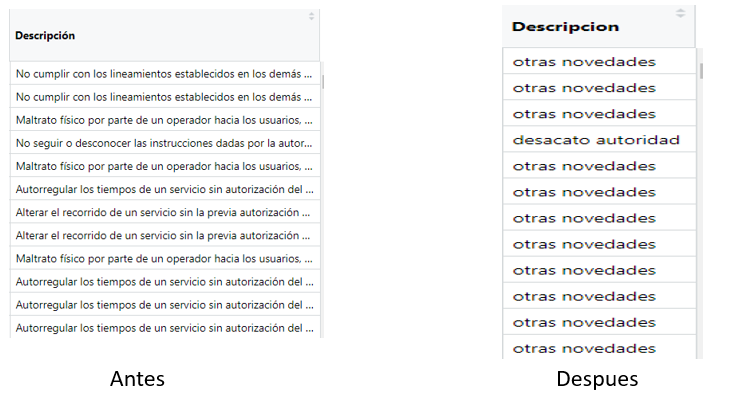 Descripción
No cumplir con los lineamientos establecidos en los demás ...
No cumplir con los lineamientos establecidos en los demás ...
Maltrato físico por parte de un operador hacia los usuarios, ...
No seguir o desconocer las instrucciones dadas por la autor...
Maltrato físico por parte de un operador hacia los usuarios, ...
Autorregular los tiempos de un servicio sin autorización del ...
Alterar el recorrido de un servicio sin la previa autorización ...
Alterar el recorrido de un servicio sin la previa autorización ...
Maltrato físico por parte de un operador hacia los usuarios, ...
Autorregular los tiempos de un servicio sin autorización del ...
Autorregular los tiempos de un servicio sin autorización del ...
Autorregular los tiempos de un servicio sin autorización del ...
Antes
Descripcion
otras novedades
otras novedades
otras novedades
desacato autoridad
otras novedades
otras novedades
otras novedades
otras novedades
otras novedades
otras novedades
otras novedades
otras novedades
Despues